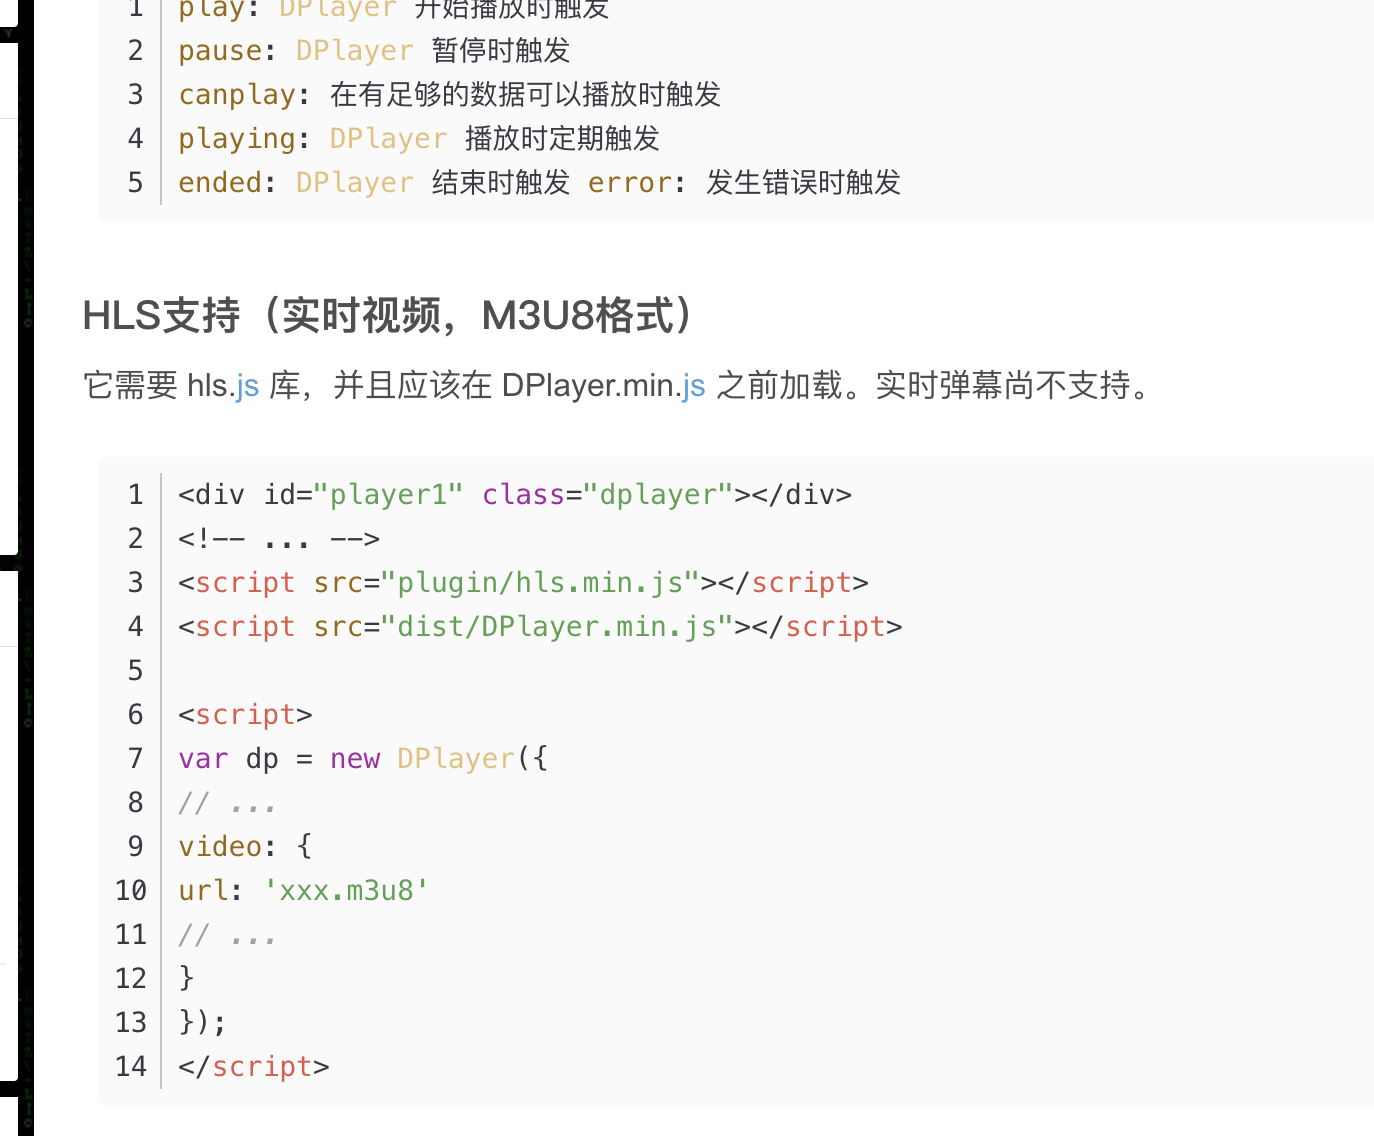 1 play: DPlayer 开始播放时触发
2 pause: DPlayer 暂停时触发
3 canplay: 在有足够的数据可以播放时触发
4 playing: DPlayer 播放时定期触发
5 ended: DPlayer 结束时触发 error: 发生错误时触发
HLS支持（实时视频，M3U8格式）
它需要 hls.js 库，并且应该在 DPlayer.min.js 之前加载。实时弹幕尚不支持。
1 <div id="player1" class="dplayer"></div>
2 <!-- ... -->
3 <script src="plugin/hls.min.js"></script>
4 <script src="dist/DPlayer.min.js"></script>
5
6 <script>
7 var dp = new DPlayer({
8 // ...
9 video: {
10 url: 'xxx.m3u8'
11 // ...
12 }
13 });
14 </script>